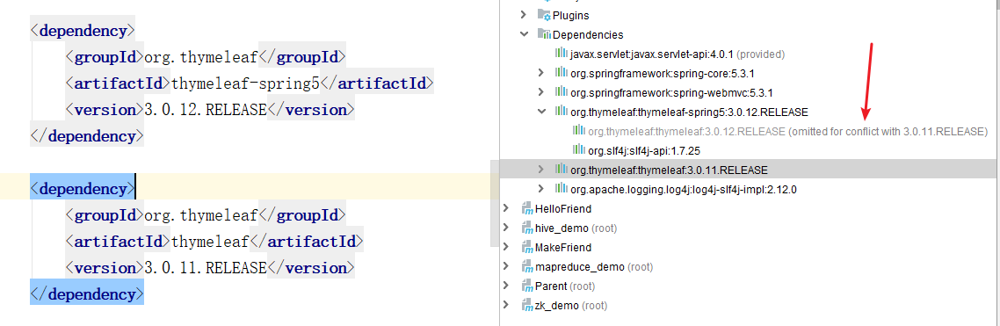 <dependency>
<groupId>org.thymeleaf</groupId>
<artifactId>thymeleaf-spring5</artifactId>
<version>3.0.12.RELEASE</version>
</dependency>
<dependency>
<groupId>org.thymeleaf</groupId>
<artifactId>thymeleaf</artifactId>
<version>3.0.11.RELEASE</version>
</dependency>
Plugins
Dependencies
javax.servlet:javax.servlet-api:4.0.1 (provided)
org.springframework:spring-core:5.3.1
org.springframework:spring-webmvc:5.3.1
org.thymeleaf:thymeleaf-spring5:3.0.12.RELEASE
org.thymeleaf:thymeleaf:3.0.12.RELEASE (omitted for conflict with 3.0.11.RELEASE)
org.slf4j:slf4j-api:1.7.25
org.thymeleaf:thymeleaf:3.0.11.RELEASE
org.apache.logging.log4j:log4j-slf4j-impl:2.12.0
HelloFriend
hive_demo (root)
MakeFriend
mapreduce_demo (root)
Parent (root)
zk_demo (root)